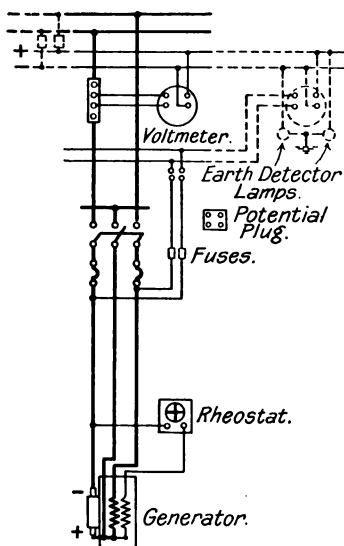 +
−
Voltmeter.
Earth Detector
Lamps.
Potential
Plug.
Fuses.
Rheostat.
−
+
Generator.